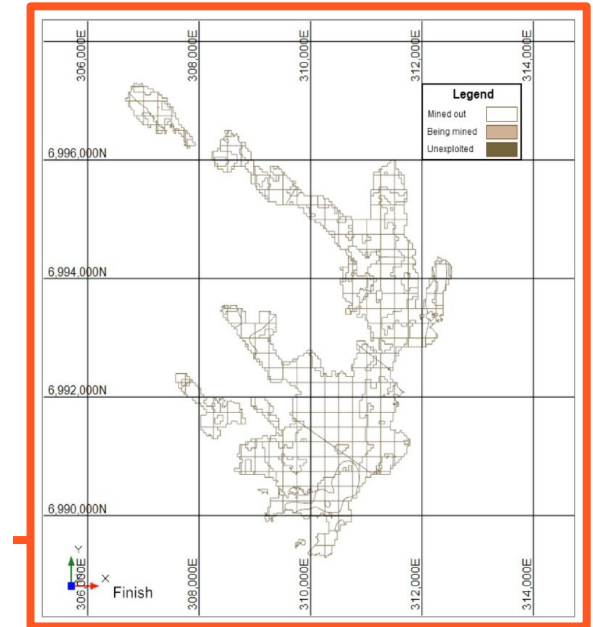 306,000E
308,000E
310,000E
312,000E
314,000E
Legend
Mined out
Being mined
Unexploited
6,996,000N
6,994,000N
6,992,000N
6,990,000N
Y
X
Finish
308,000E
310,000E
312,000E
314,000E